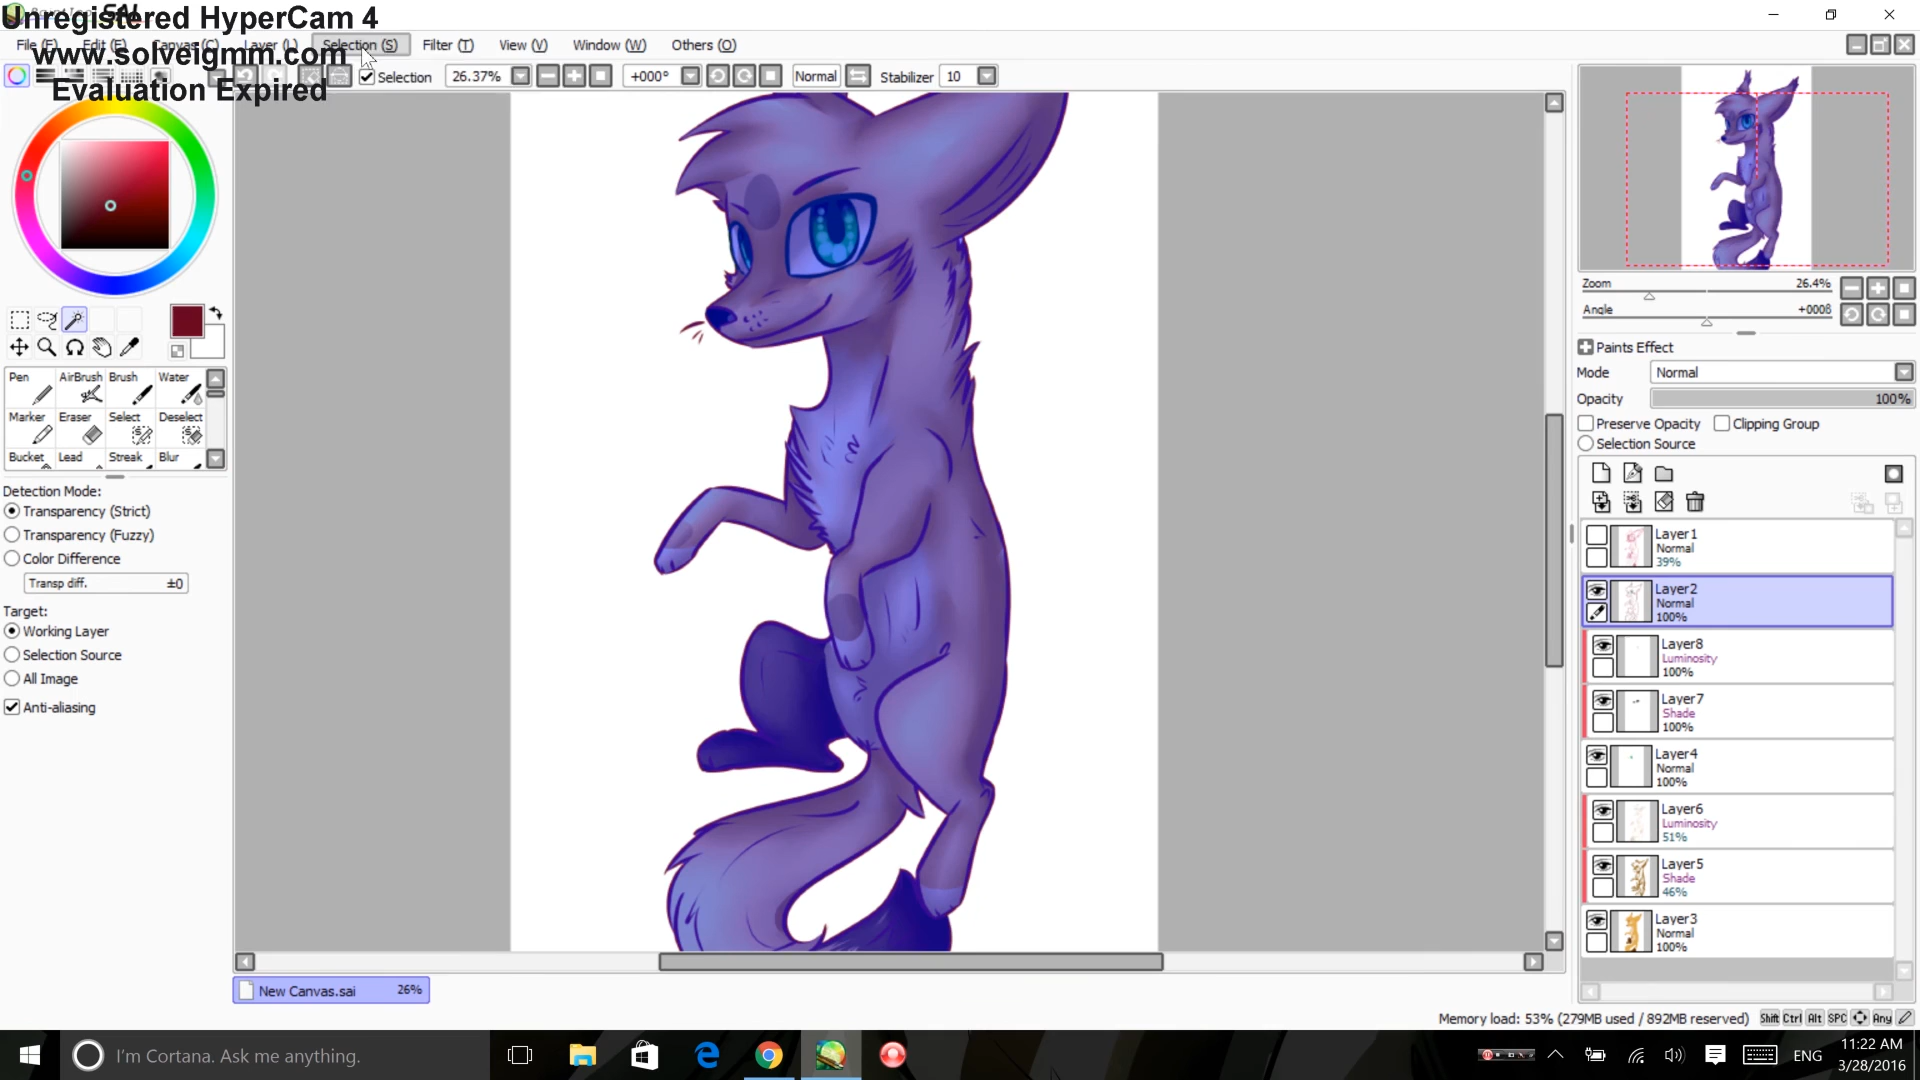 SAI
Unregistered HyperCam 4
File (F) Edit (E) Canvas (C) Layer (L) Selection (S) Filter (T) View (V) Window (W) Others (O)
www.solveigmm.com
Selection 26.37% +000° Normal Stabilizer 10
Evaluation Expired
Zoom 26.4%
Angle +0008
Paints Effect
Mode Normal
Opacity 100%
Preserve Opacity Clipping Group
Selection Source
Pen AirBrush Brush Water
Marker Eraser Select Deselect
Bucket Lead Streak Blur
Detection Mode:
Transparency (Strict)
Transparency (Fuzzy)
Color Difference
Transp diff. ±0
Target:
Working Layer
Selection Source
All Image
Anti-aliasing
Layer1
Normal
39%
Layer2
Normal
100%
Layer8
Luminosity
100%
Layer7
Shade
100%
Layer4
Normal
100%
Layer6
Luminosity
51%
Layer5
Shade
46%
Layer3
Normal
100%
New Canvas.sai 26%
Memory load: 53% (279MB used / 892MB reserved) Shift Ctrl Alt SPC Any
I'm Cortana. Ask me anything.
ENG
11:22 AM
3/28/2016